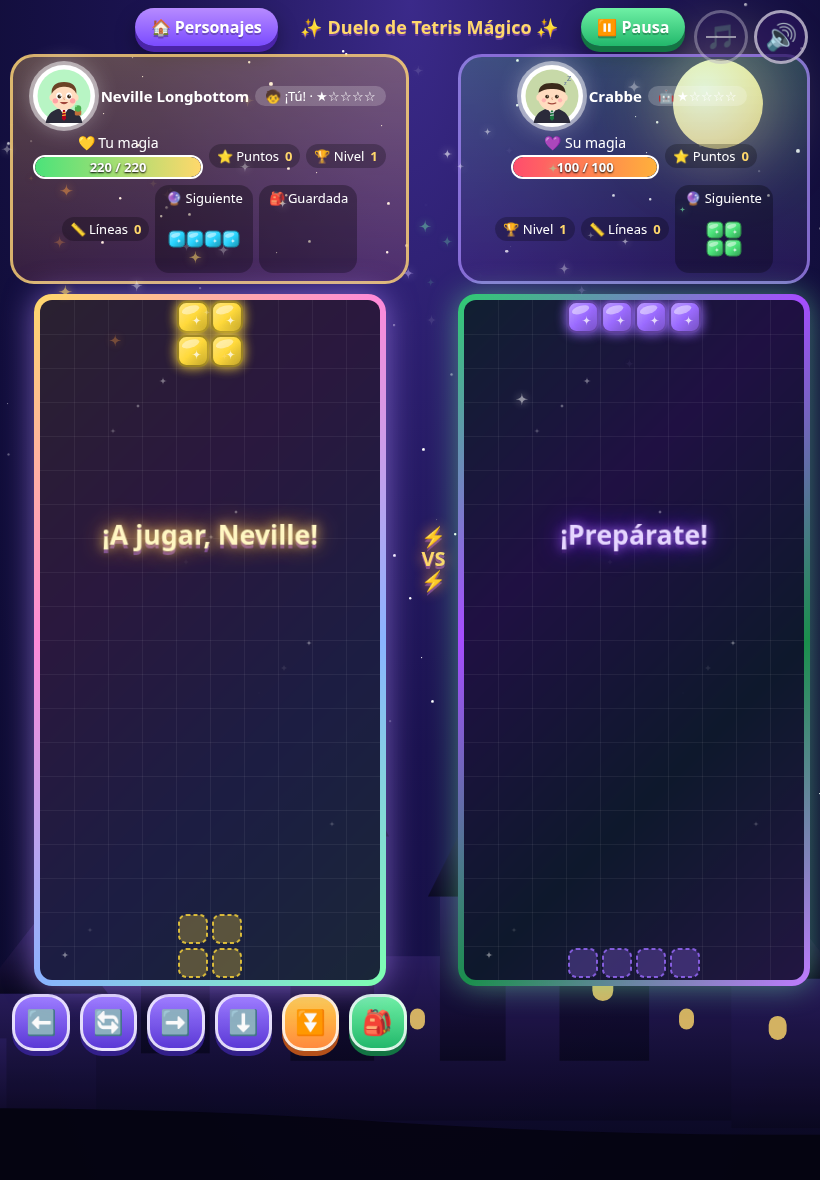 Personajes
Duelo de Tetris Mágico
Pausa
Neville Longbottom
¡Tú! · ★☆☆☆☆
Tu magia
220 / 220
Puntos 0
Nivel 1
Líneas 0
Siguiente
Guardada
Crabbe
★☆☆☆☆
Su magia
100 / 100
Puntos 0
Nivel 1
Líneas 0
Siguiente
¡A jugar, Neville!
VS
¡Prepárate!